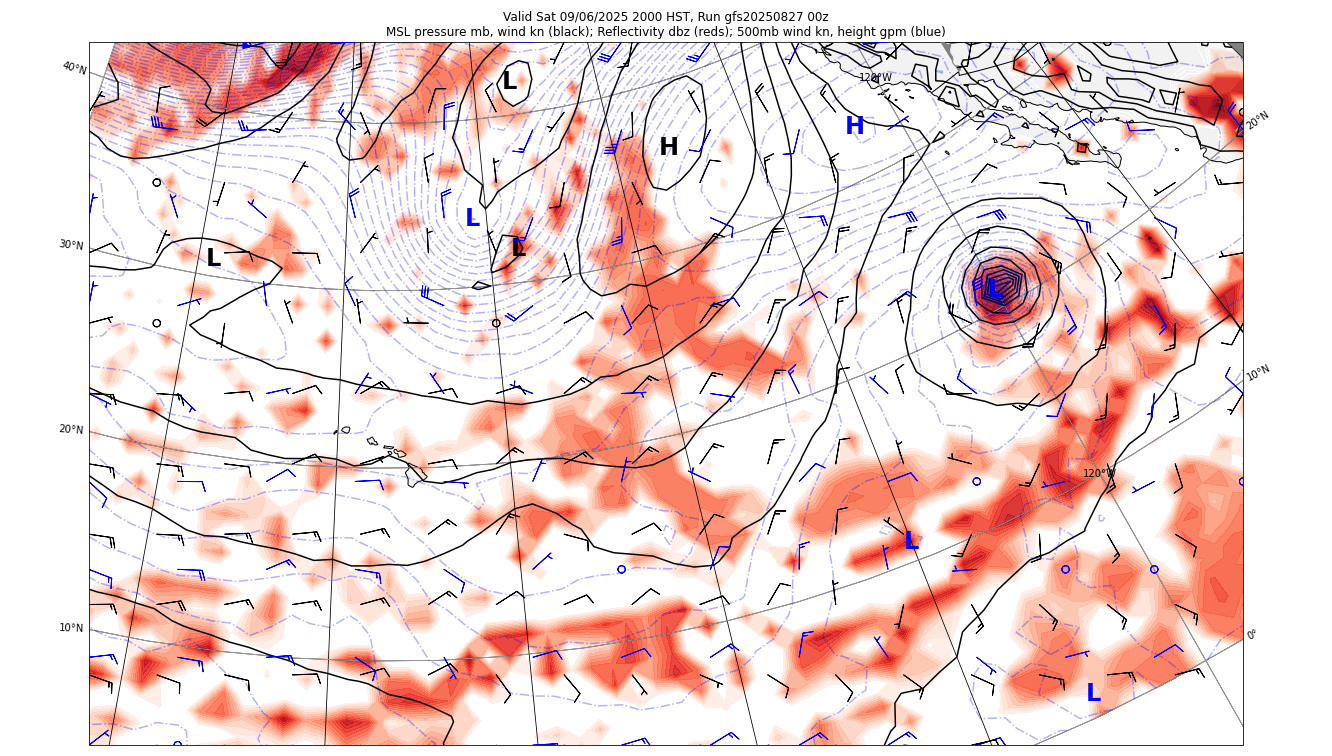 Valid Sat 09/06/2025 2000 HST, Run gfs20250827 00z
MSL pressure mb, wind kn (black); Reflectivity dbz (reds); 500mb wind kn, height gpm (blue)
40°N
120°W
L
H
H
20°N
L
30°N
L
L
L
10°N
20°N
120°W
L
10°N
0°
L